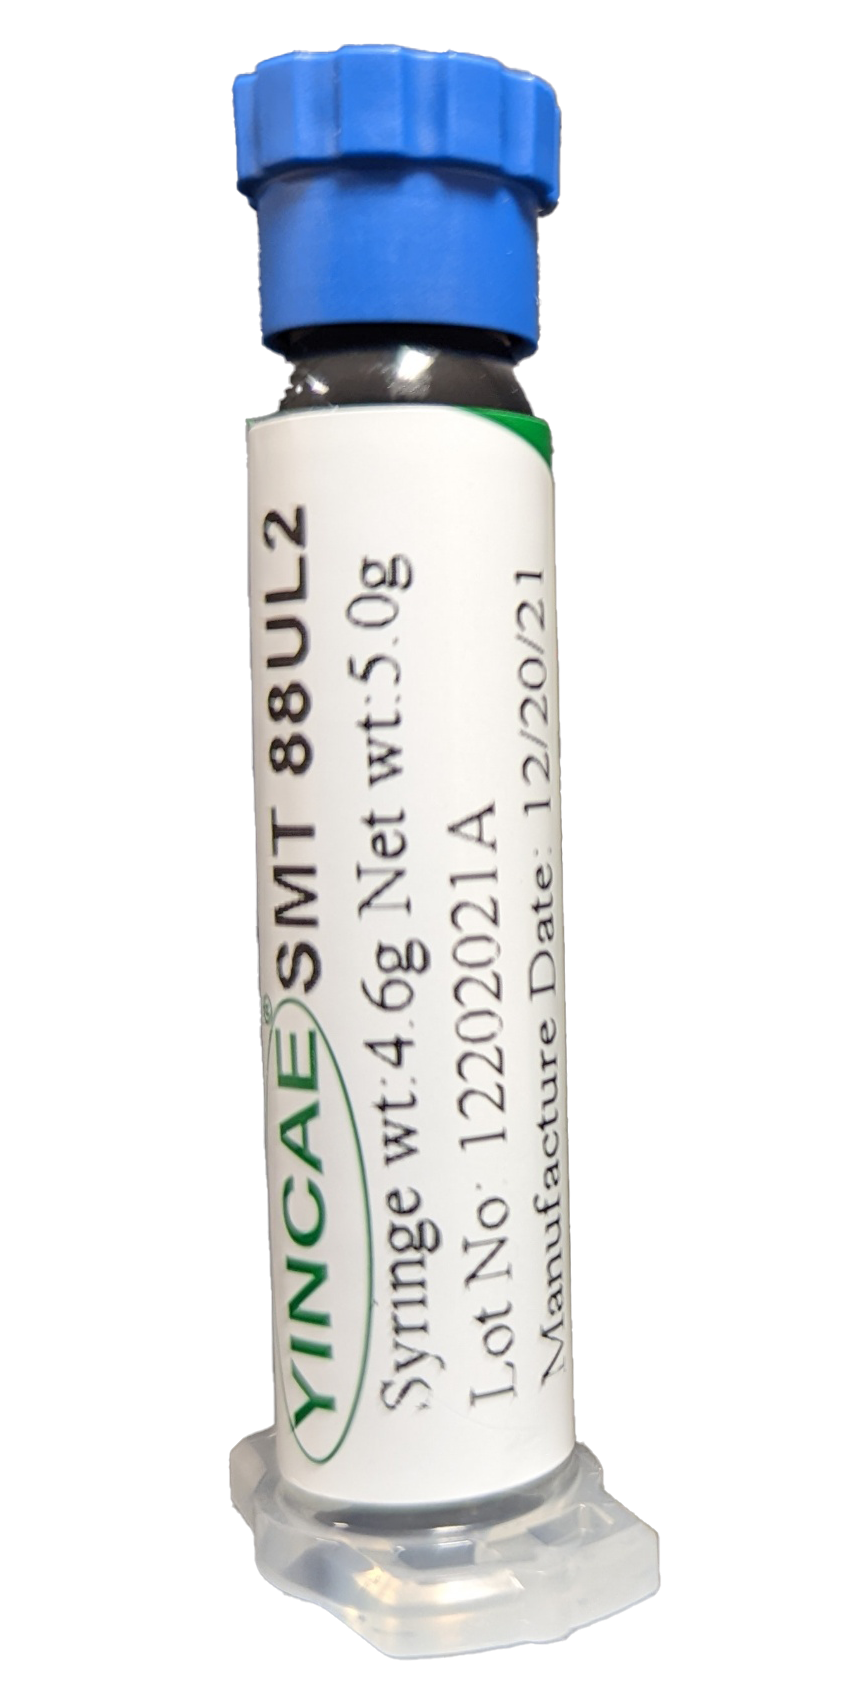 YINCAE® SMT 88UL2
Syringe wt:4.6g Net wt:5.0g
Lot No: 12202021A
Manufacture Date: 12/20/21